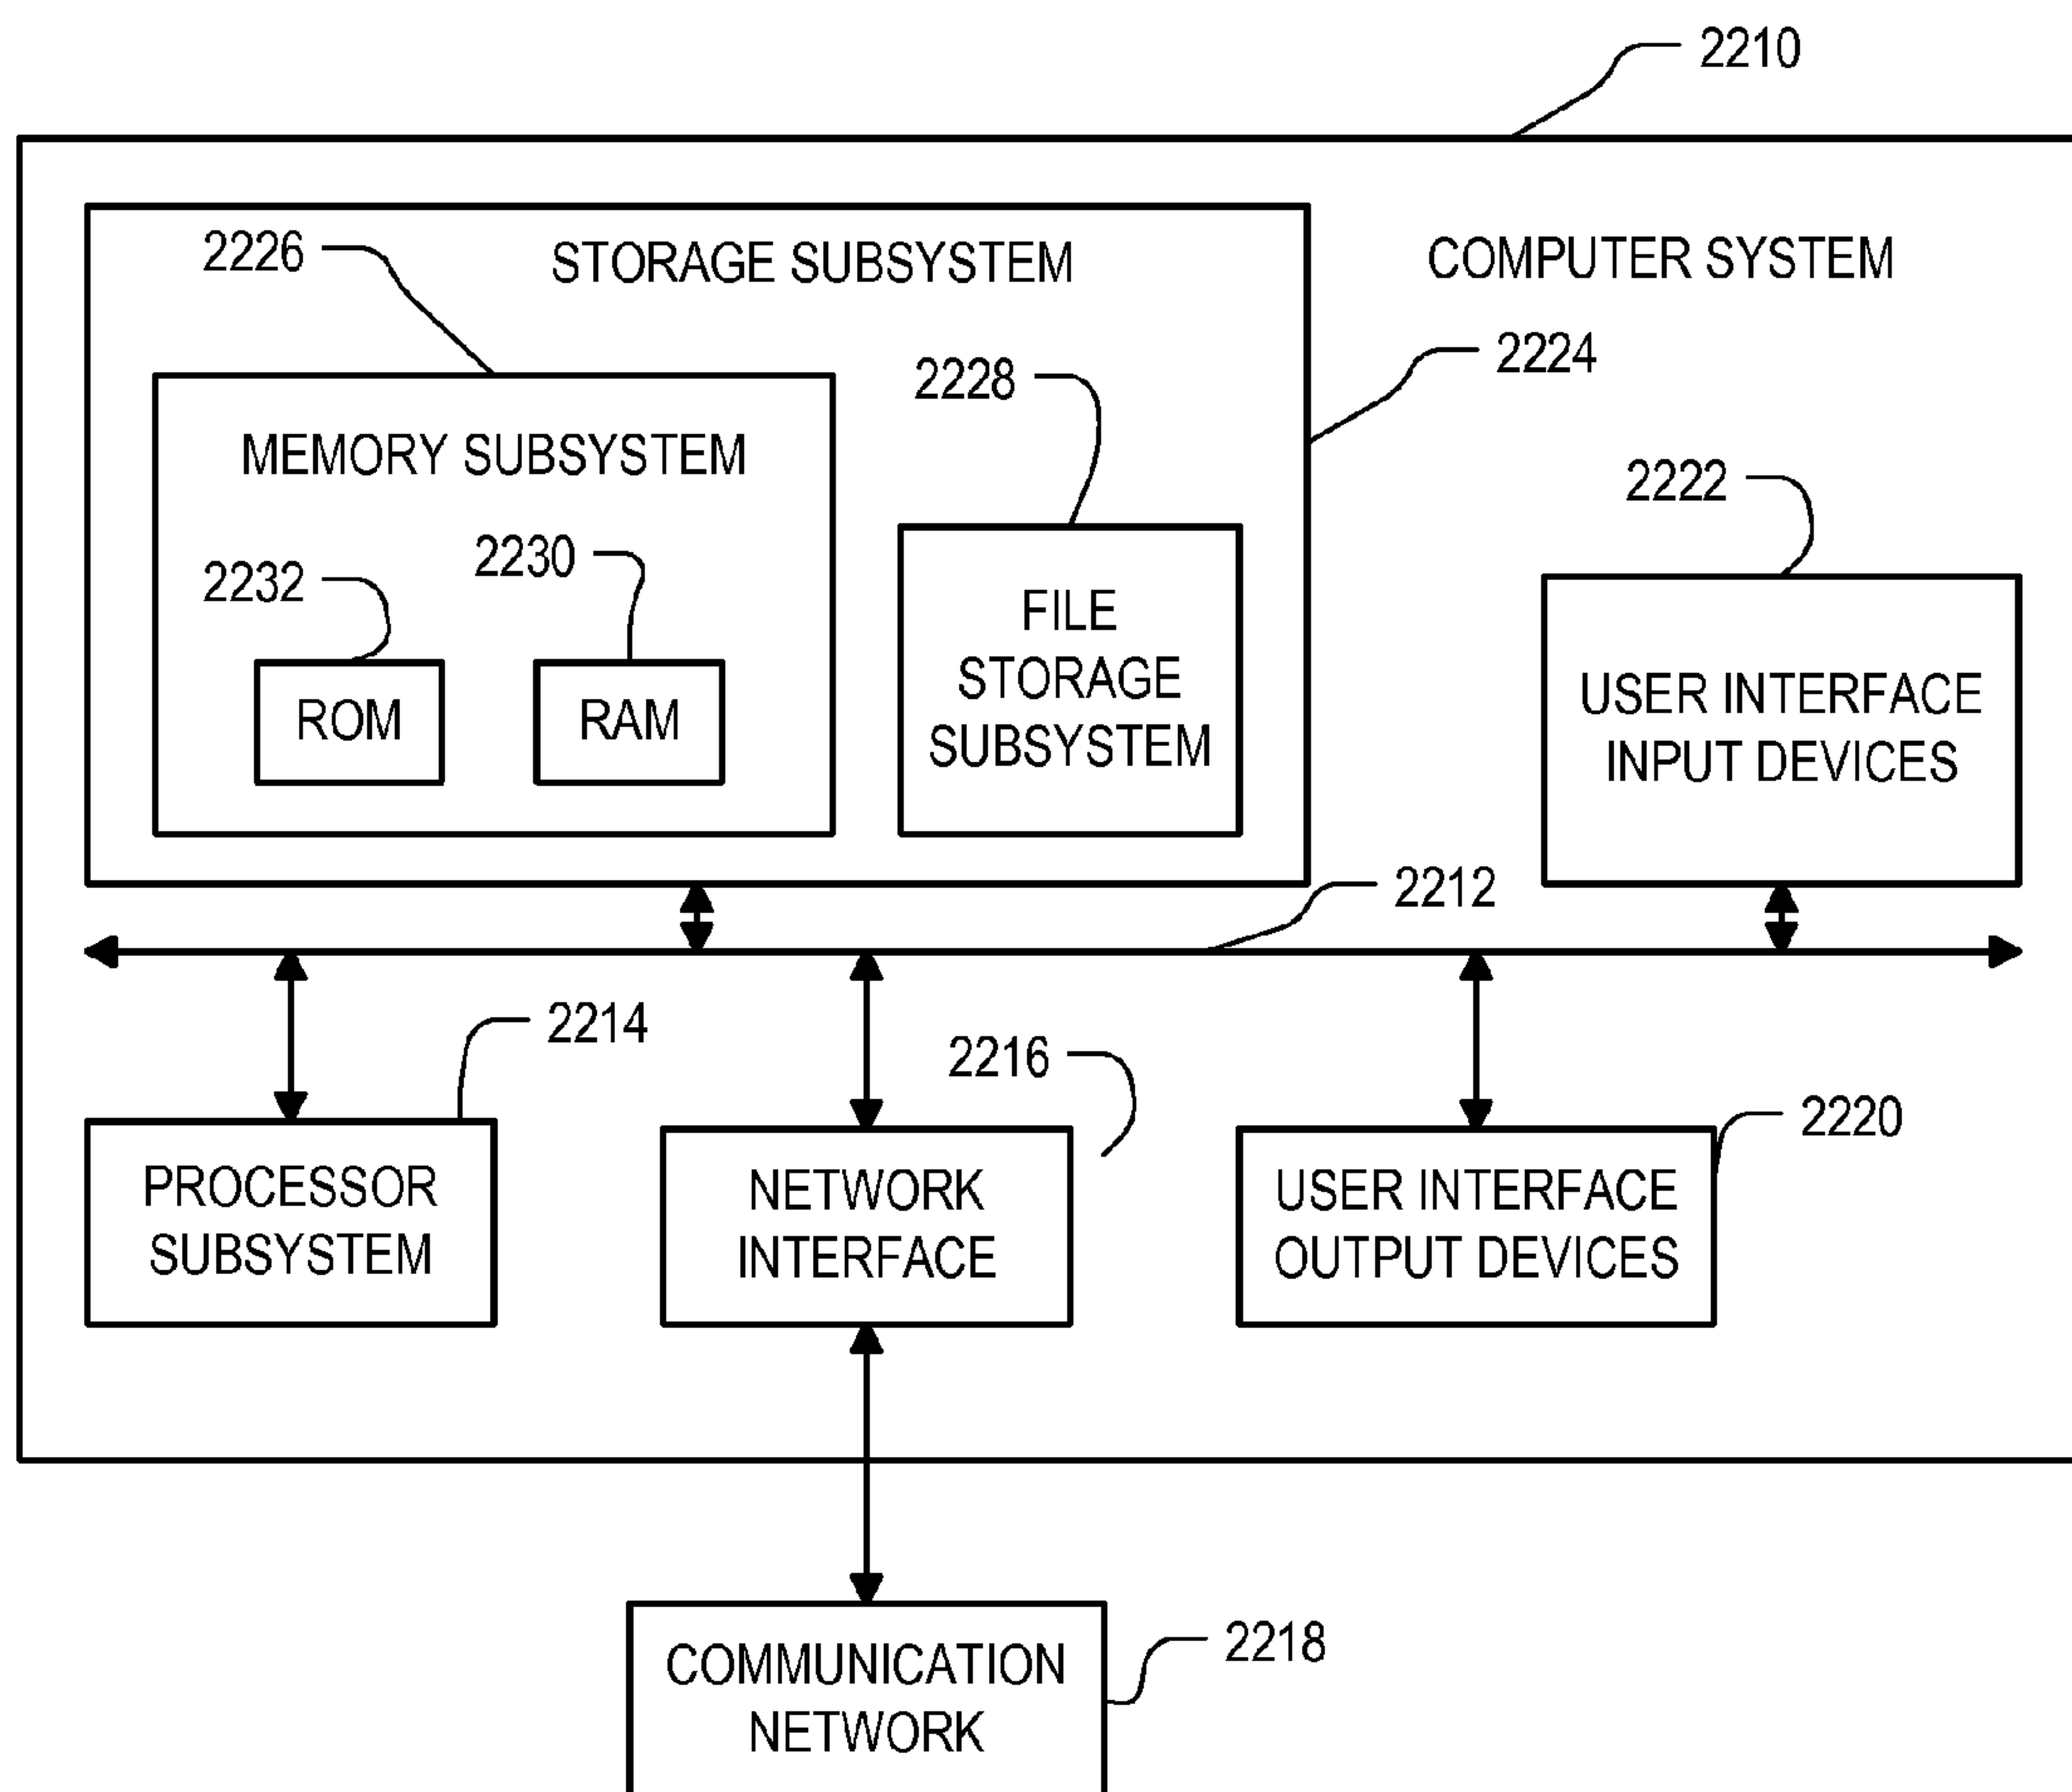 2210
2226
STORAGE SUBSYSTEM
COMPUTER SYSTEM
2224
2228
MEMORY SUBSYSTEM
2222
2232
2230
FILE
STORAGE
SUBSYSTEM
ROM
RAM
USER INTERFACE
INPUT DEVICES
2212
2214
2216
2220
PROCESSOR
SUBSYSTEM
NETWORK
INTERFACE
USER INTERFACE
OUTPUT DEVICES
2218
COMMUNICATION
NETWORK